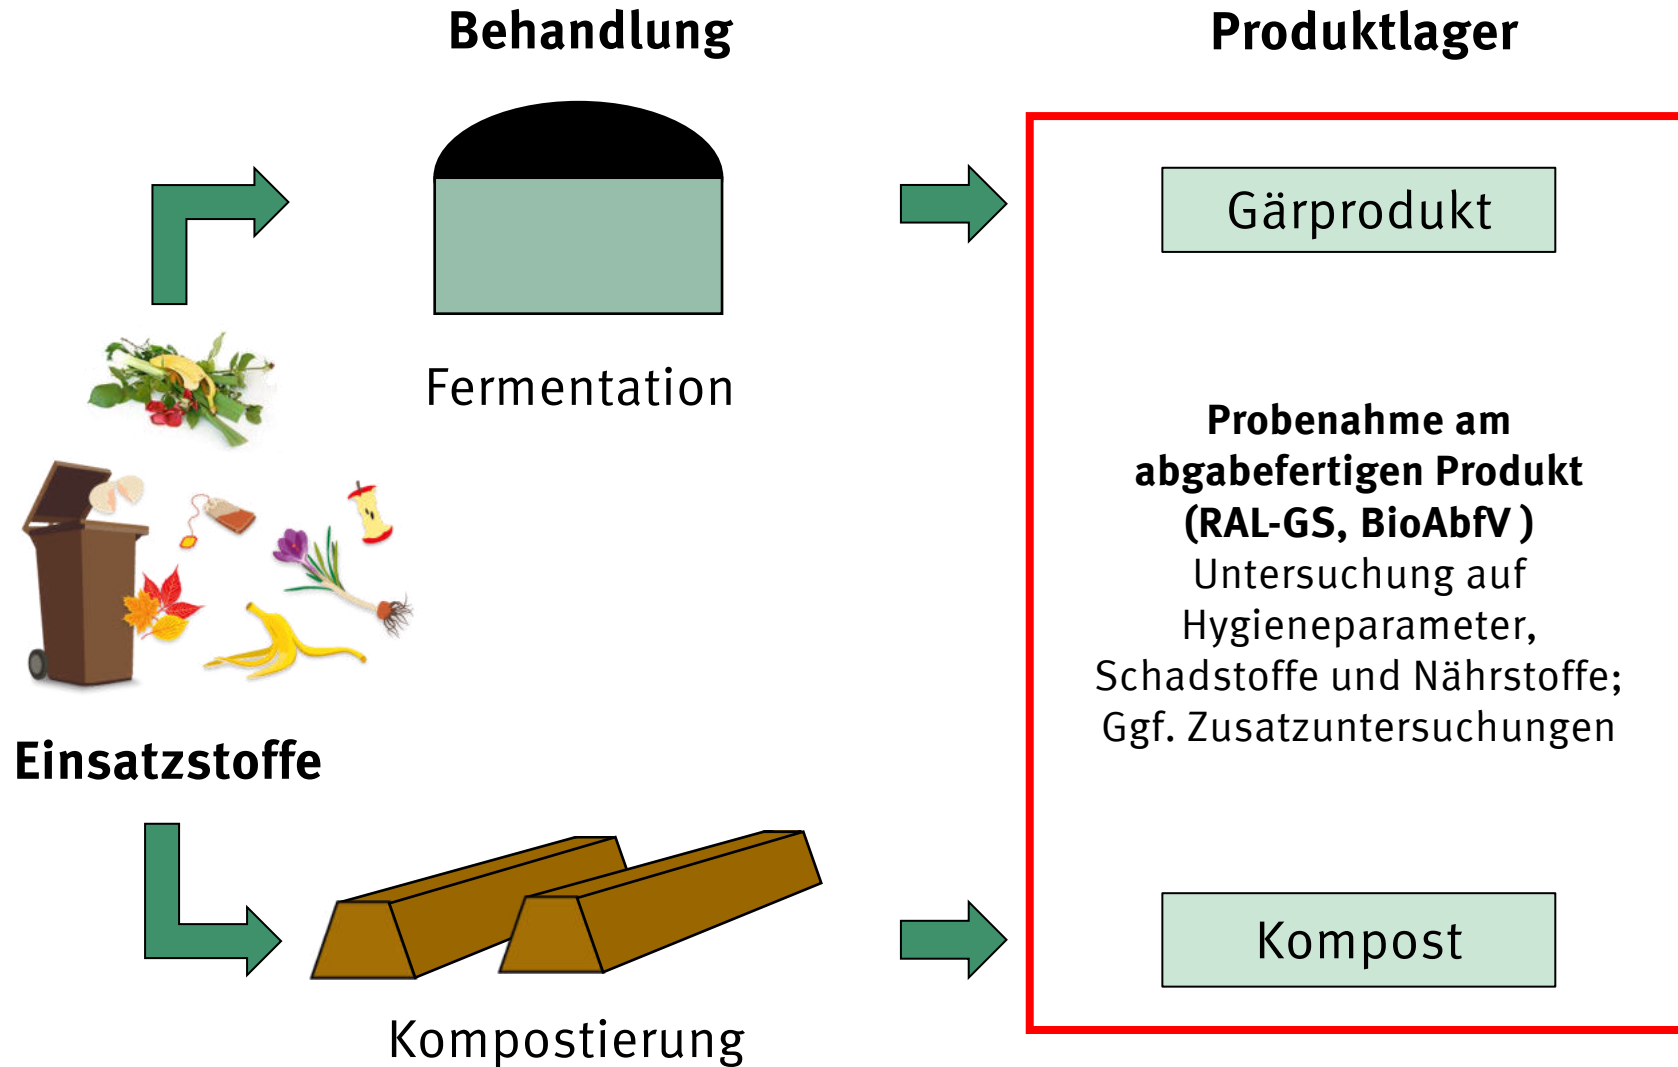 Behandlung
Produktlager
Gärprodukt
Fermentation
Probenahme am
abgabefertigen Produkt
(RAL-GS, BioAbfV )
Untersuchung auf
Hygieneparameter,
Schadstoffe und Nährstoffe;
Ggf. Zusatzuntersuchungen
Einsatzstoffe
Kompost
Kompostierung